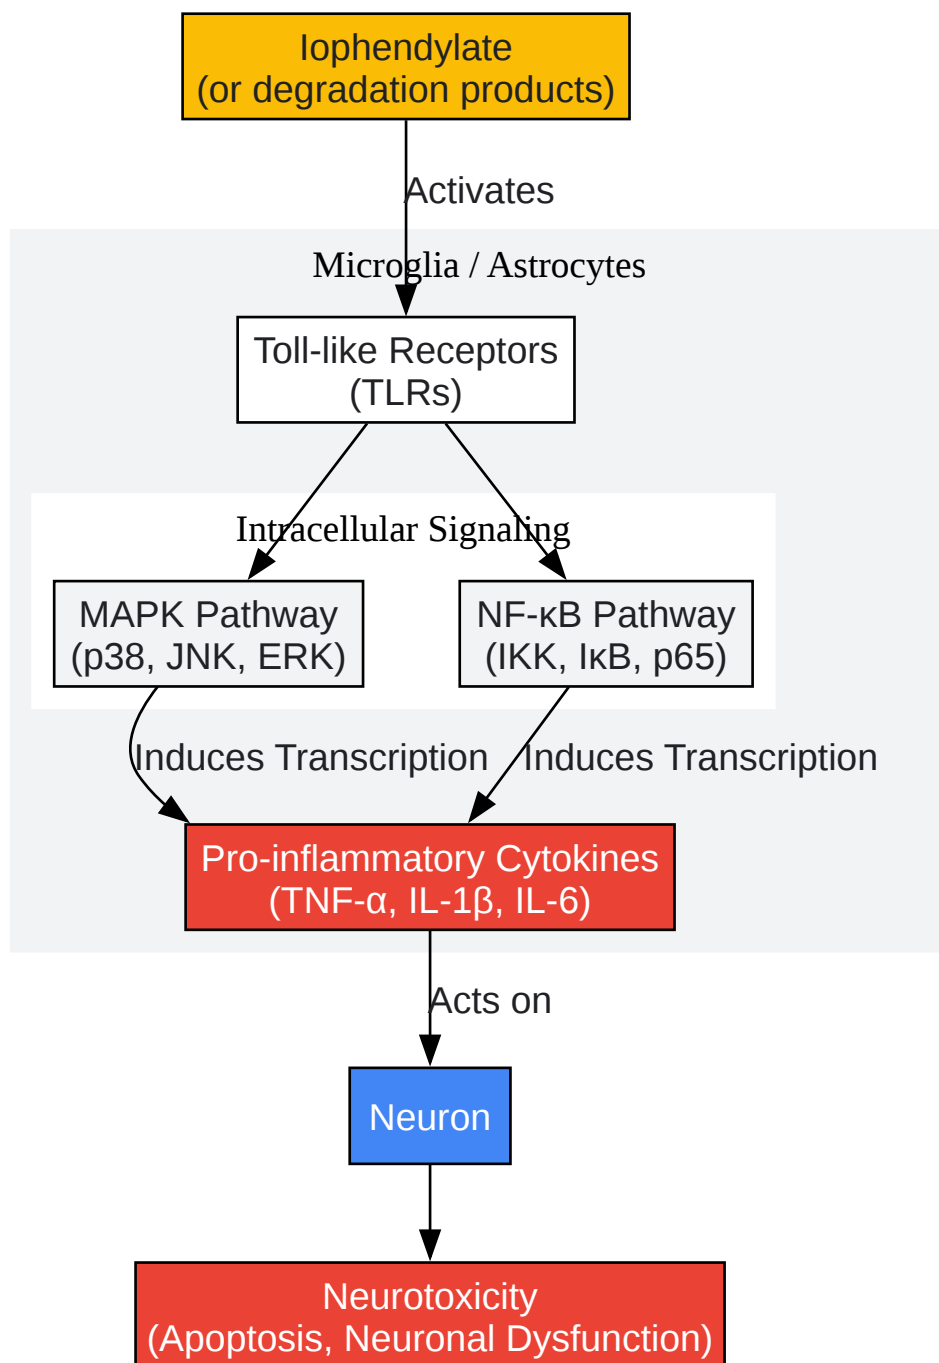 Iophendylate
(or degradation products)
Activates
Microglia / Astrocytes
Toll-like Receptors
(TLRs)
Intracellular Signaling
MAPK Pathway
(p38, JNK, ERK)
NF-κB Pathway
(IKK, IκB, p65)
Induces Transcription
Induces Transcription
Pro-inflammatory Cytokines
(TNF-α, IL-1β, IL-6)
Acts on
Neuron
Neurotoxicity
(Apoptosis, Neuronal Dysfunction)